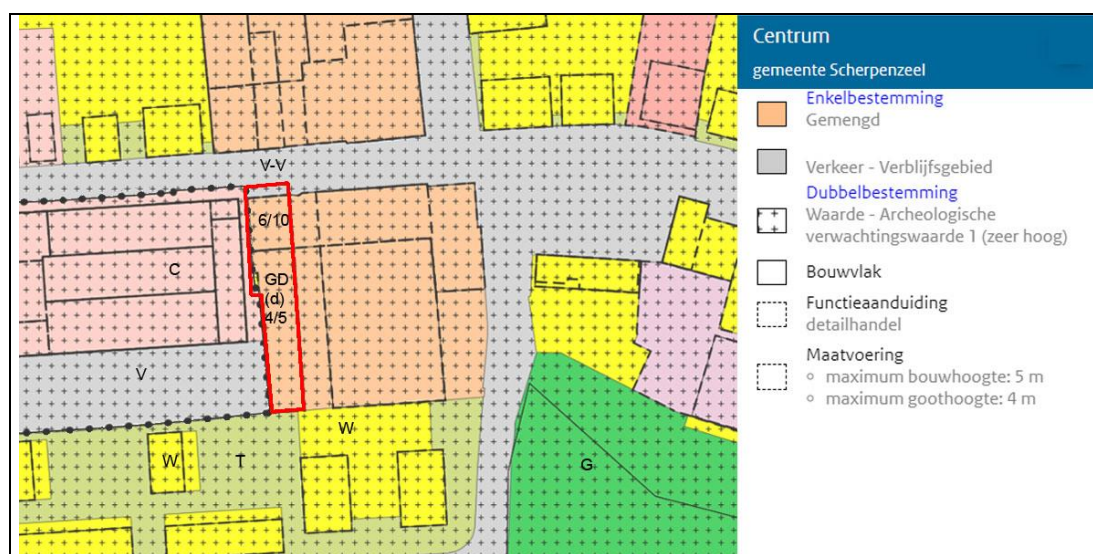 V-V
6/10
C
GD
(d)
4/5
V
W
W
T
G
Centrum
gemeente Scherpenzeel
Enkelbestemming
Gemengd
Verkeer - Verblijfsgebied
Dubbelbestemming
Waarde - Archeologische
verwachtingswaarde 1 (zeer hoog)
Bouwvlak
Functieaanduiding
detailhandel
Maatvoering
maximum bouwhoogte: 5 m
maximum goothoogte: 4 m